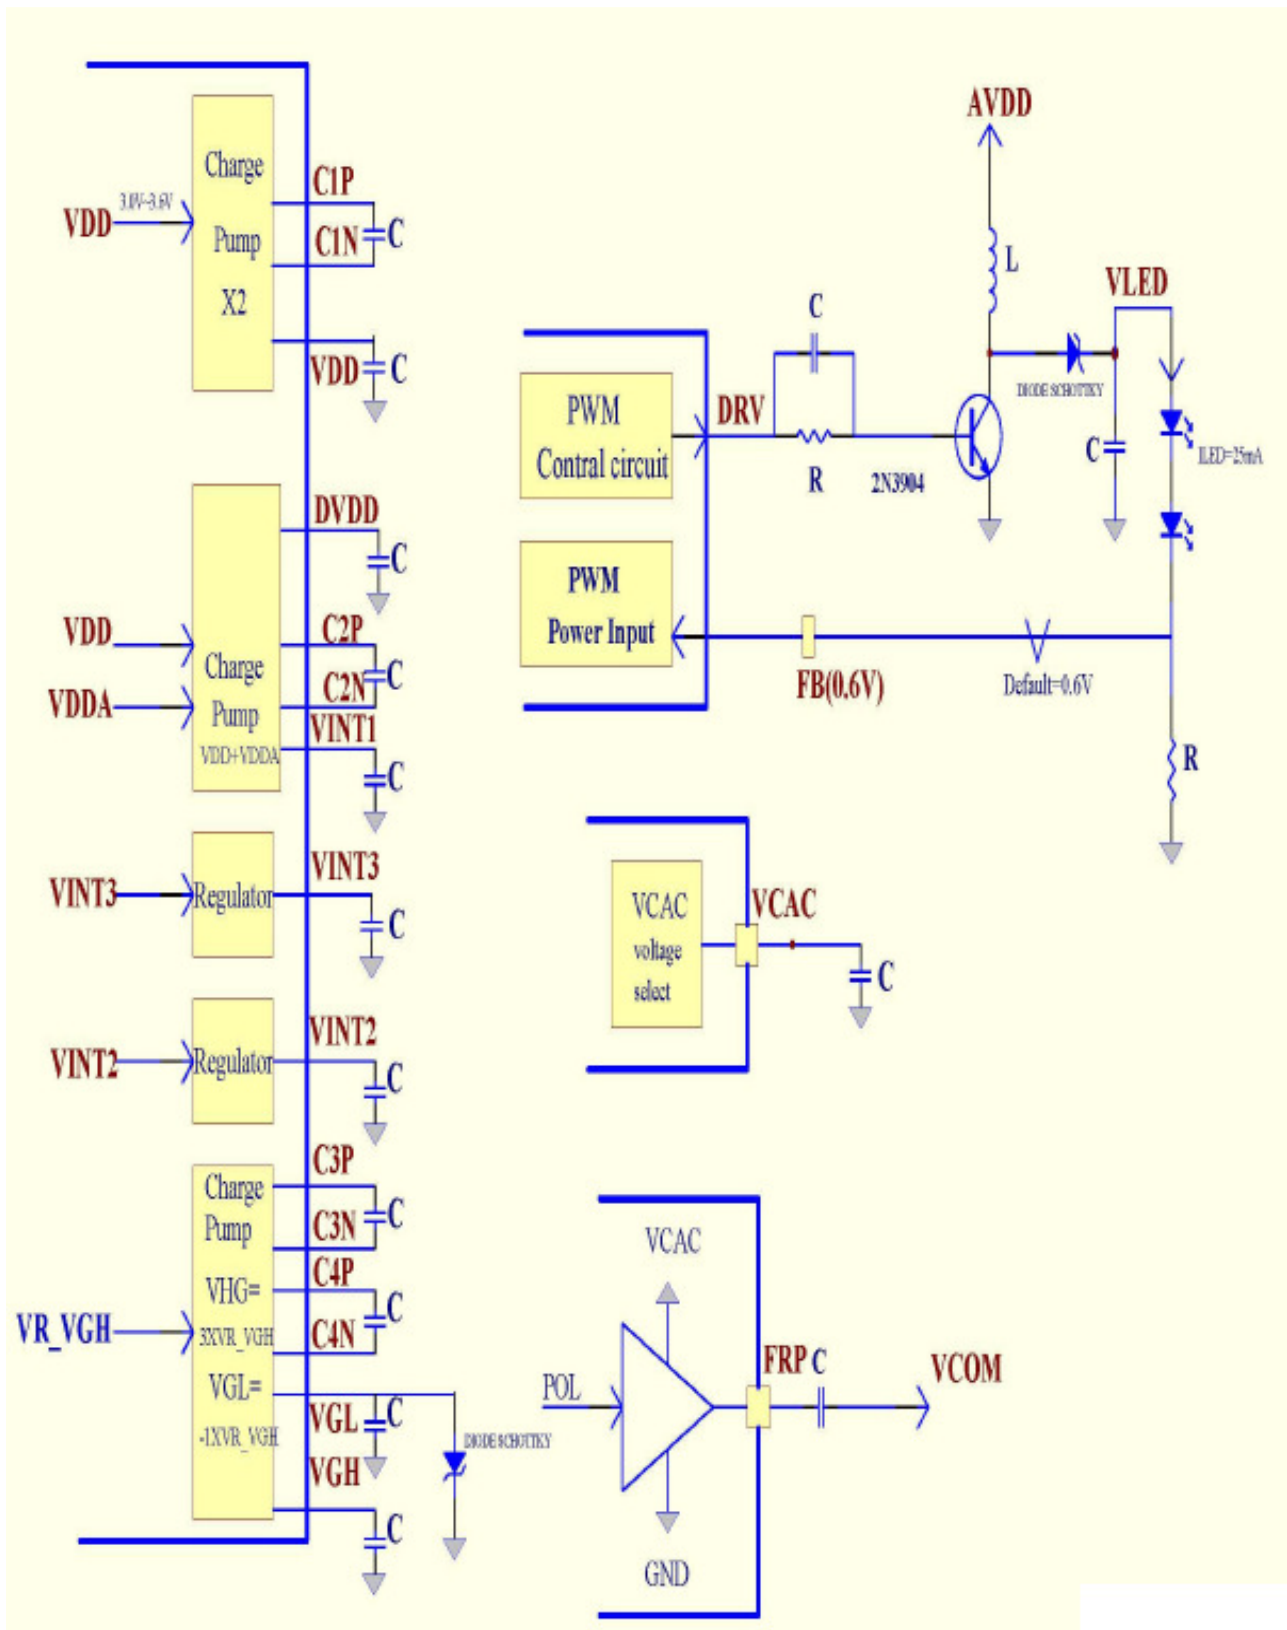 Charge
Pump
X2
3.0V~3.6V
VDD
C1P
C1N
C
VDD
C
DVDD
C
VDD
VDDA
Charge
Pump
VDD+VDDA
C2P
C2N
C
VINT1
C
VINT3
Regulator
VINT3
C
VINT2
Regulator
VINT2
C
Charge
Pump
VHG=
3XVR_VGH
VGL=
-1XVR_VGH
VR_VGH
C3P
C3N
C
C4P
C4N
C
VGL
C
DIODE SCHOTTKY
VGH
C
AVDD
L
VLED
C
DIODE SCHOTTKY
PWM
Contral circuit
DRV
R
2N3904
C
ILED=25mA
PWM
Power Input
FB(0.6V)
Default=0.6V
R
VCAC
voltage
select
VCAC
C
VCAC
POL
FRP
C
VCOM
GND